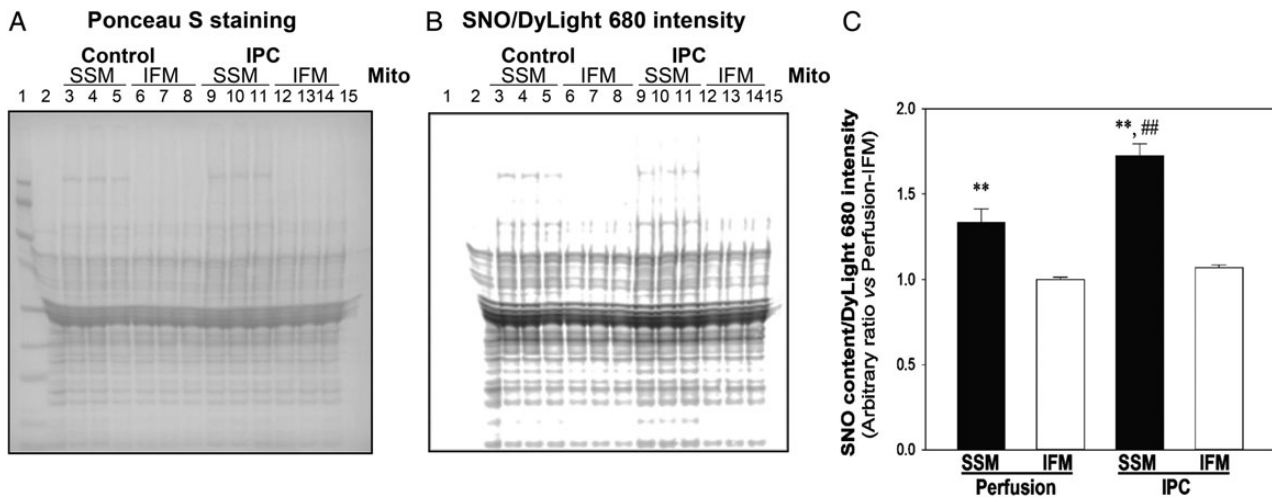 A Ponceau S staining
Control IPC
SSM IFM SSM IFM Mito
1 2 3 4 5 6 7 8 9 10 11 12 13 14 15
B SNO/DyLight 680 intensity
Control IPC
SSM IFM SSM IFM Mito
1 2 3 4 5 6 7 8 9 10 11 12 13 14 15
C
SNO content/DyLight 680 intensity
(Arbitrary ratio vs Perfusion-IFM)
2.0
1.5
1.0
0.5
0.0
**
**, ##
SSM IFM SSM IFM
Perfusion IPC